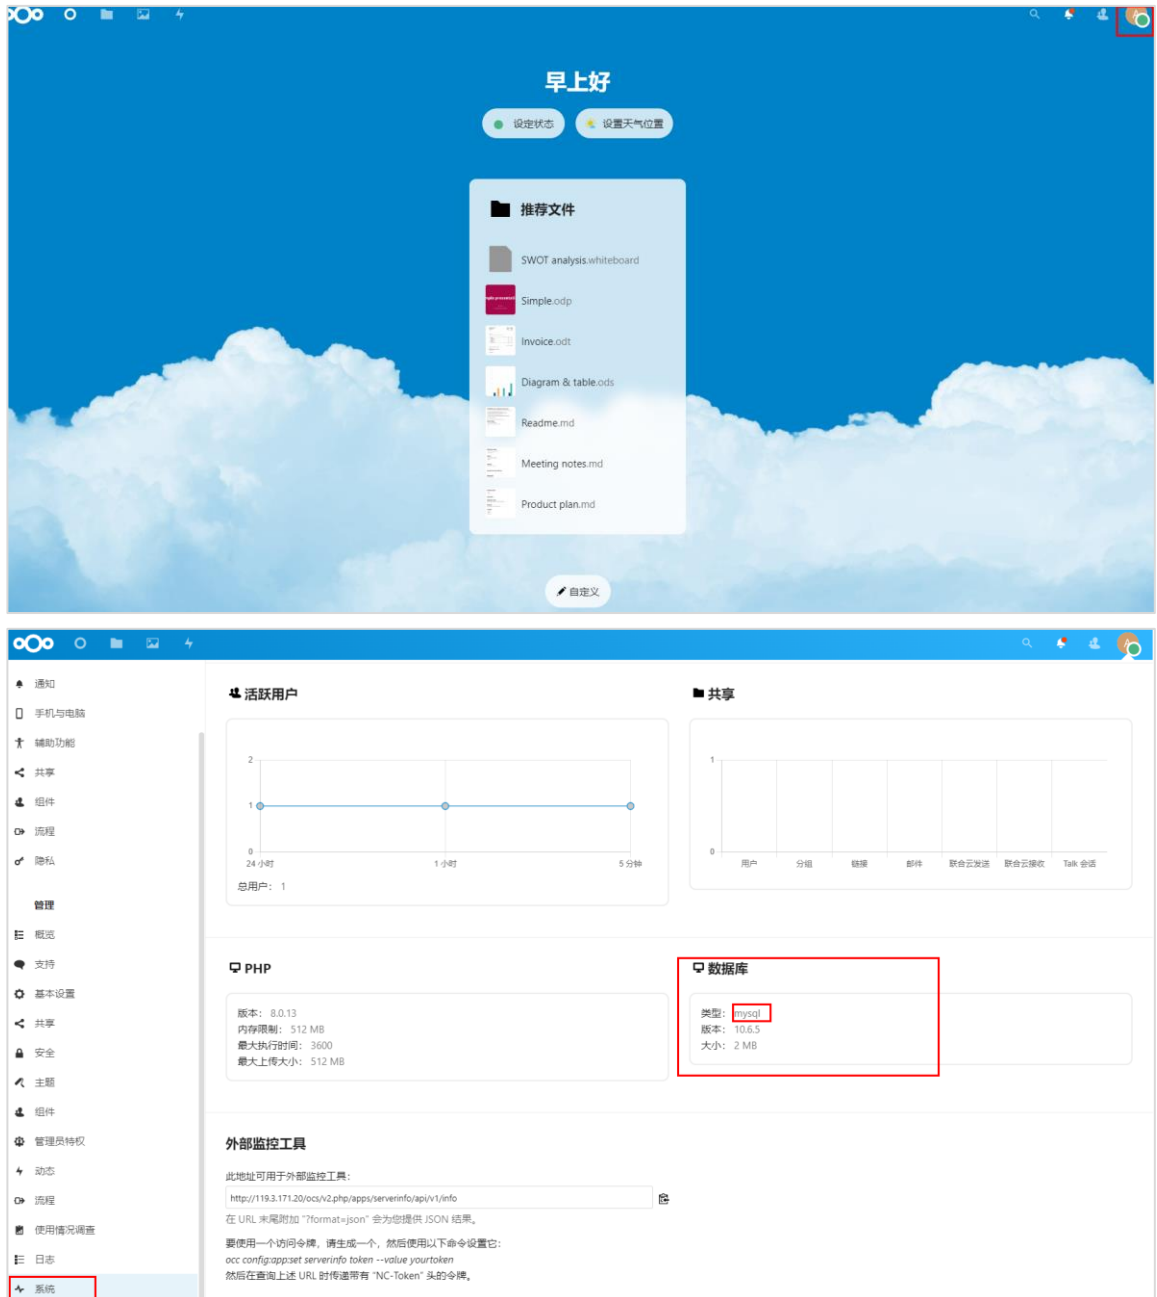 早上好
设定状态
设置天气位置
推荐文件
SWOT analysis.whiteboard
Simple.odp
Invoice.odt
Diagram & table.ods
Readme.md
Meeting notes.md
Product plan.md
自定义
通知
手机与电脑
辅助功能
共享
组件
流程
隐私
管理
概览
支持
基本设置
共享
安全
主题
组件
管理员特权
动态
流程
使用情况调查
日志
系统
活跃用户
2
1
0
24 小时
1 小时
5 分钟
总用户: 1
共享
1
0
用户
分组
链接
邮件
联合云发送
联合云接收
Talk 会话
PHP
版本: 8.0.13
内存限制: 512 MB
最大执行时间: 3600
最大上传大小: 512 MB
数据库
类型: mysql
版本: 10.6.5
大小: 2 MB
外部监控工具
此地址可用于外部监控工具:
http://119.3.171.20/ocs/v2.php/apps/serverinfo/api/v1/info
在 URL 末尾附加 "?format=json" 会为您提供 JSON 结果。
要使用一个访问令牌，请生成一个，然后使用以下命令设置它:
occ config:app:set serverinfo token --value yourtoken
然后在查询上述 URL 时传递带有 "NC-Token" 头的令牌。